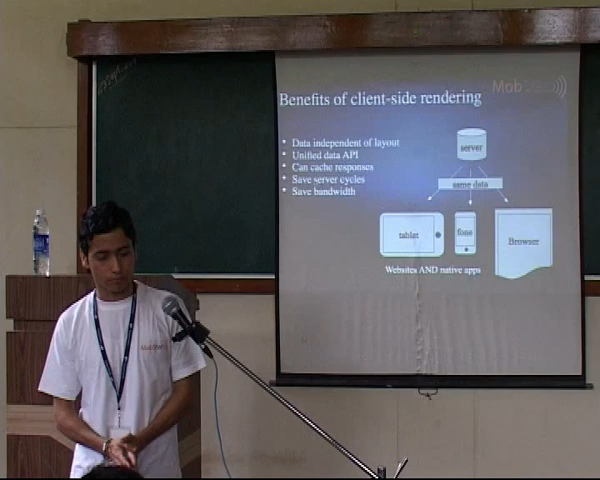 Mob
Benefits of client-side rendering
• Data independent of layout
• Unified data API
• Can cache responses
• Save server cycles
• Save bandwidth
server
same data
tablet
fone
Browser
Websites AND native apps